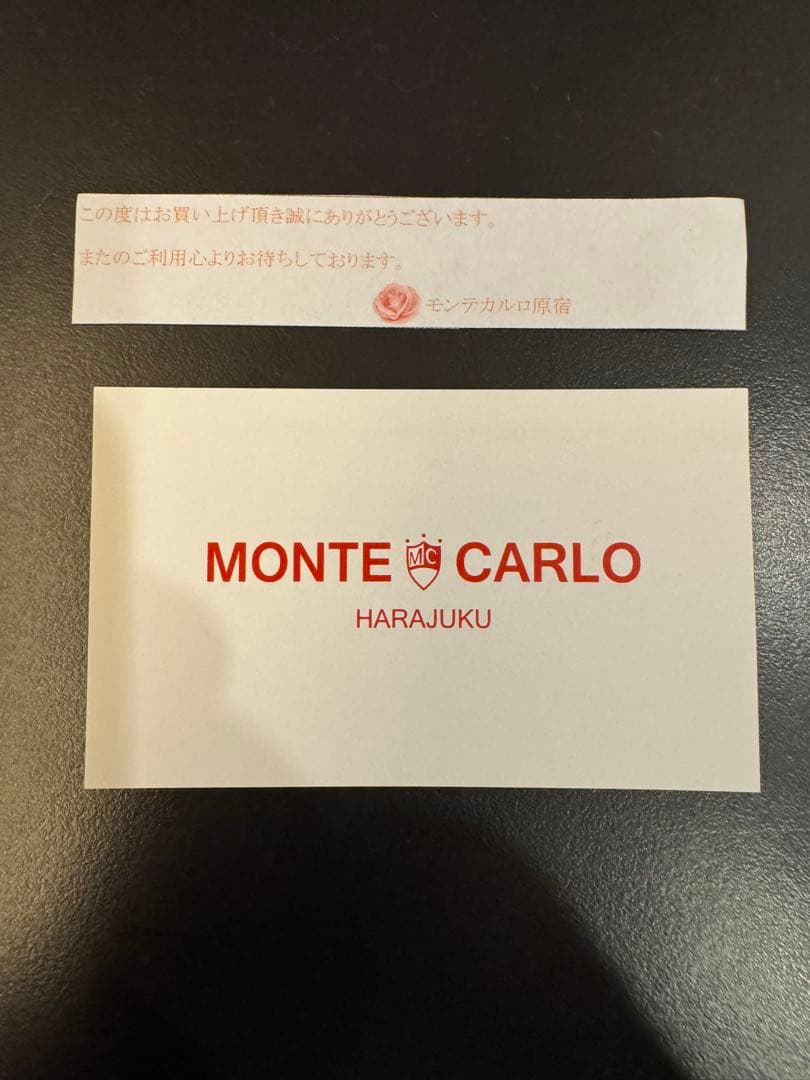 この度はお買い上げ頂き誠にありがとうございます。
またのご利用心よりお待ちしております。
モンテカルロ原宿
MONTE MC CARLO
HARAJUKU